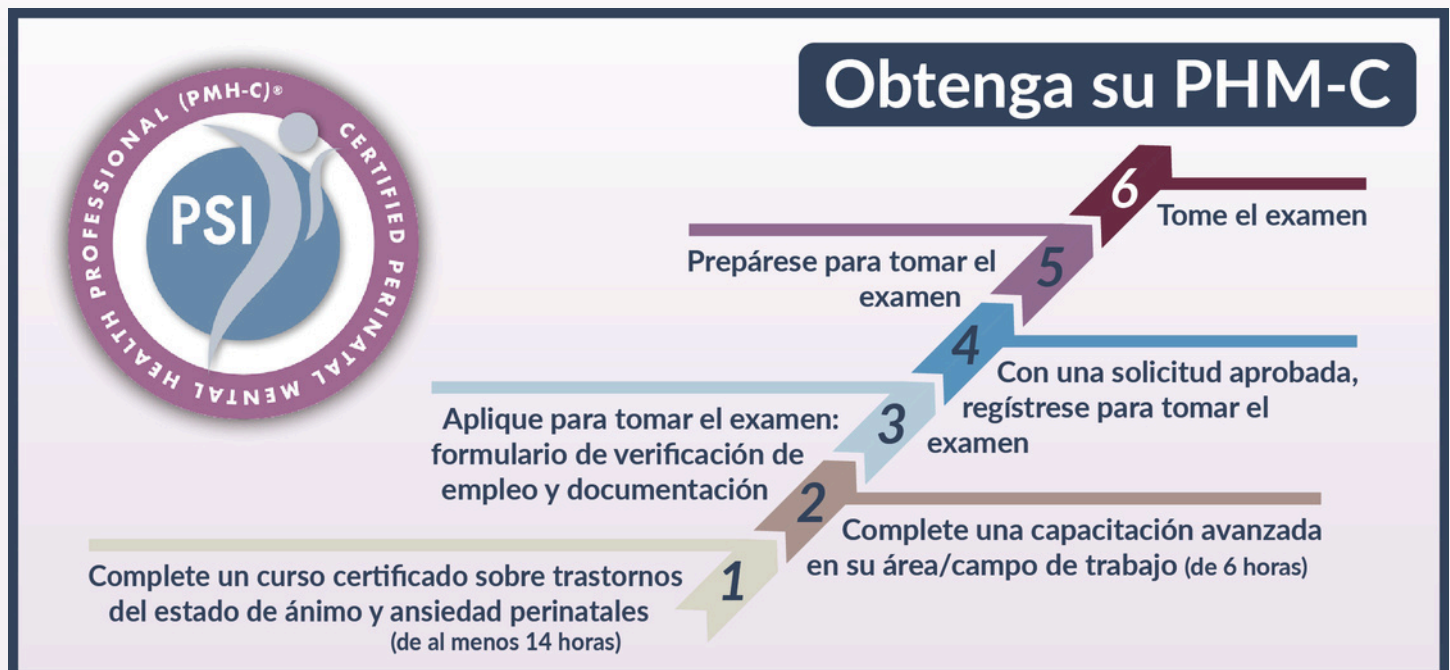 CERTIFIED PERINATAL MENTAL HEALTH PROFESSIONAL (PMH-C)®
PSI
Obtenga su PHM-C
6
Tome el examen
5
Prepárese para tomar el
examen
4
Con una solicitud aprobada,
regístrese para tomar el
examen
3
Aplique para tomar el examen:
formulario de verificación de
empleo y documentación
2
Complete una capacitación avanzada
en su área/campo de trabajo (de 6 horas)
1
Complete un curso certificado sobre trastornos
del estado de ánimo y ansiedad perinatales
(de al menos 14 horas)